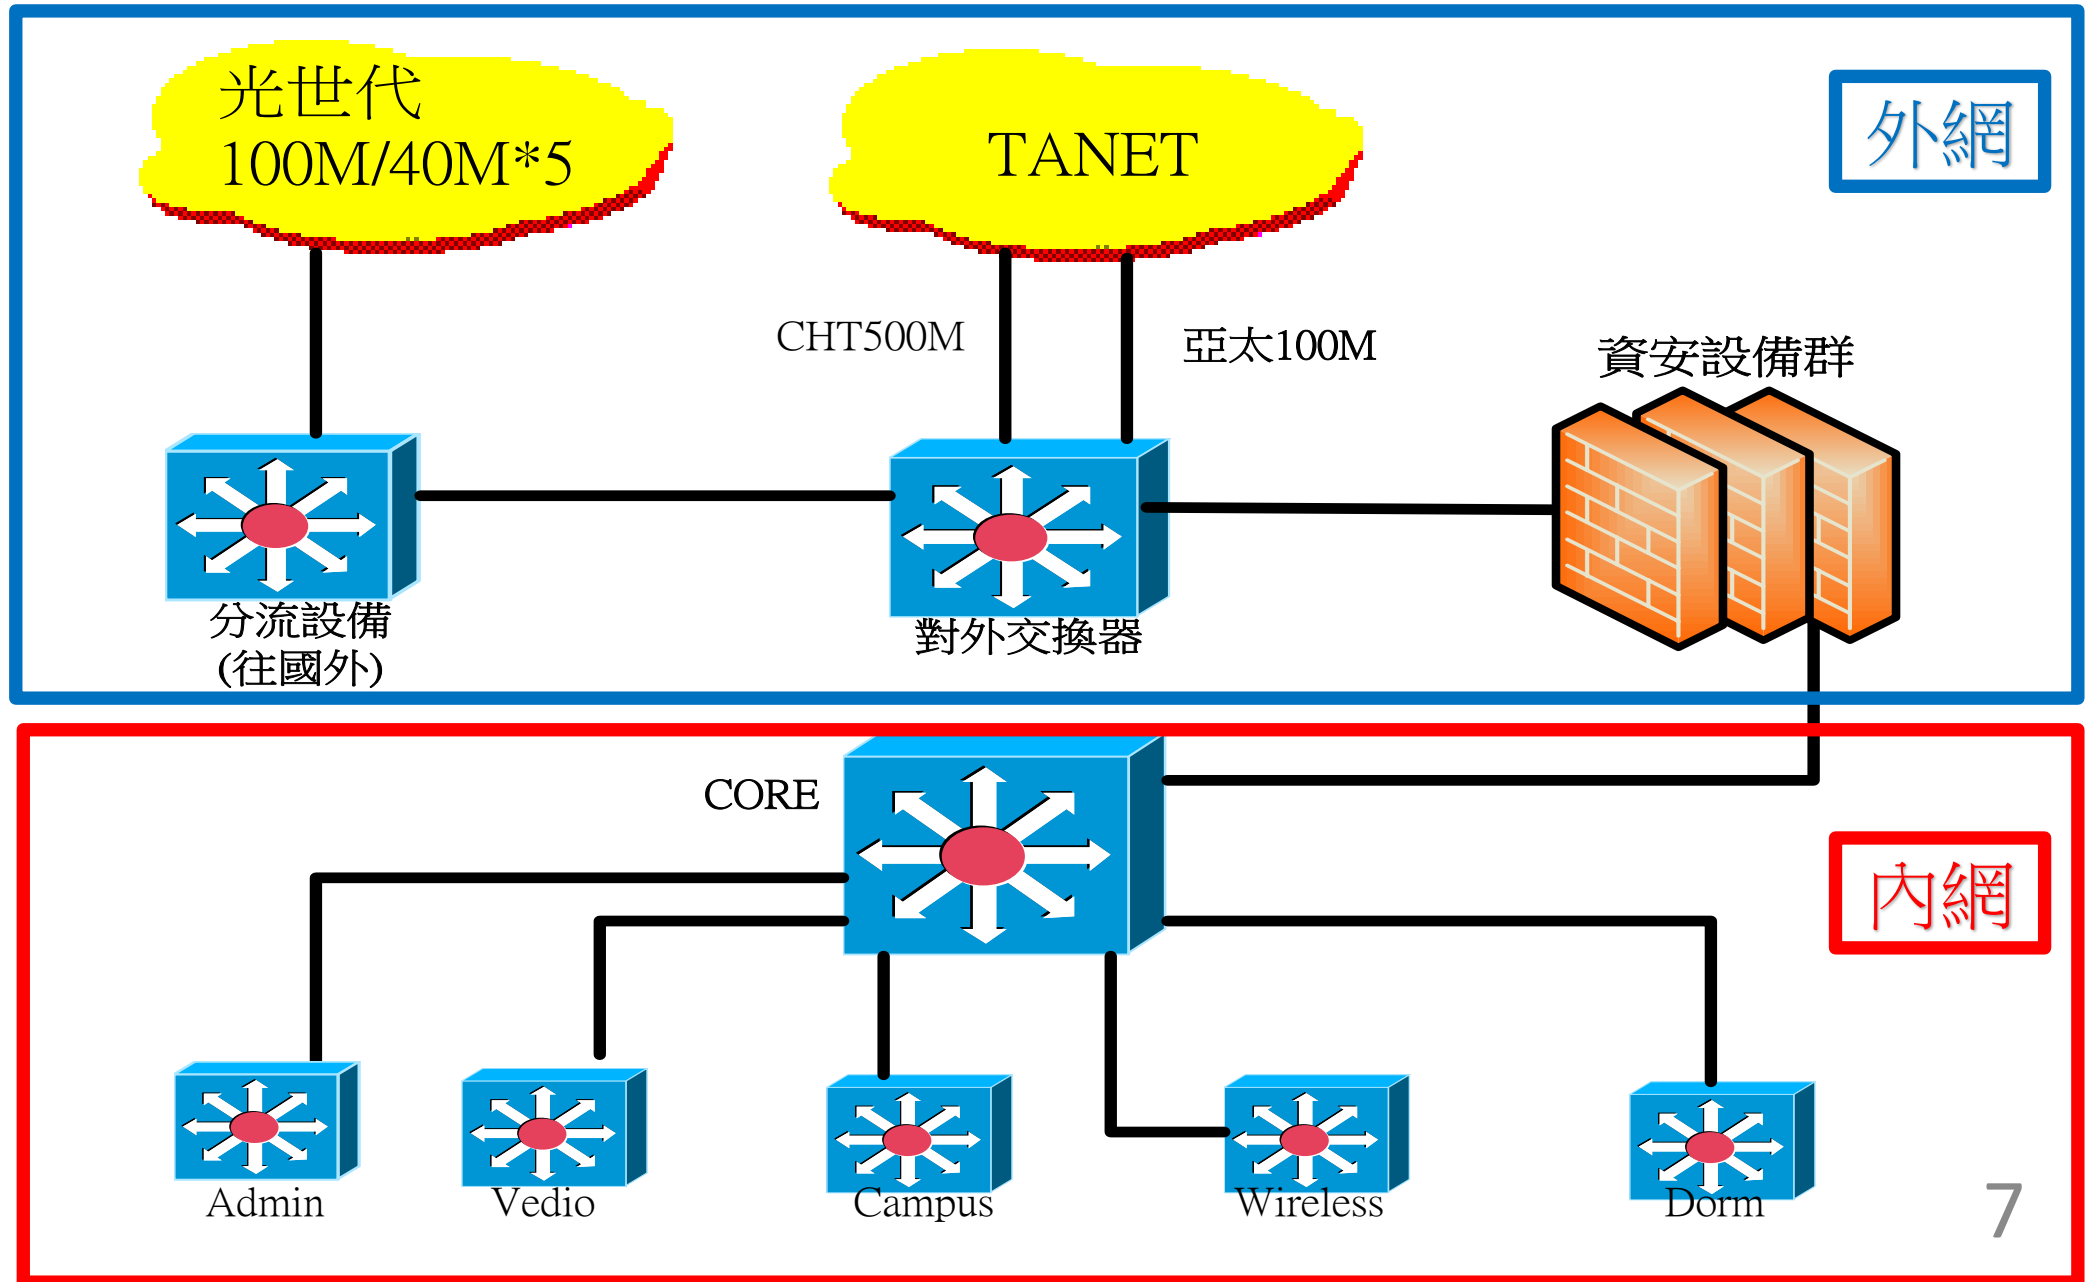 光世代
100M/40M*5
TANET
外網
CHT500M
亞太100M
資安設備群
分流設備
(往國外)
對外交換器
CORE
內網
Admin
Vedio
Campus
Wireless
Dorm
7